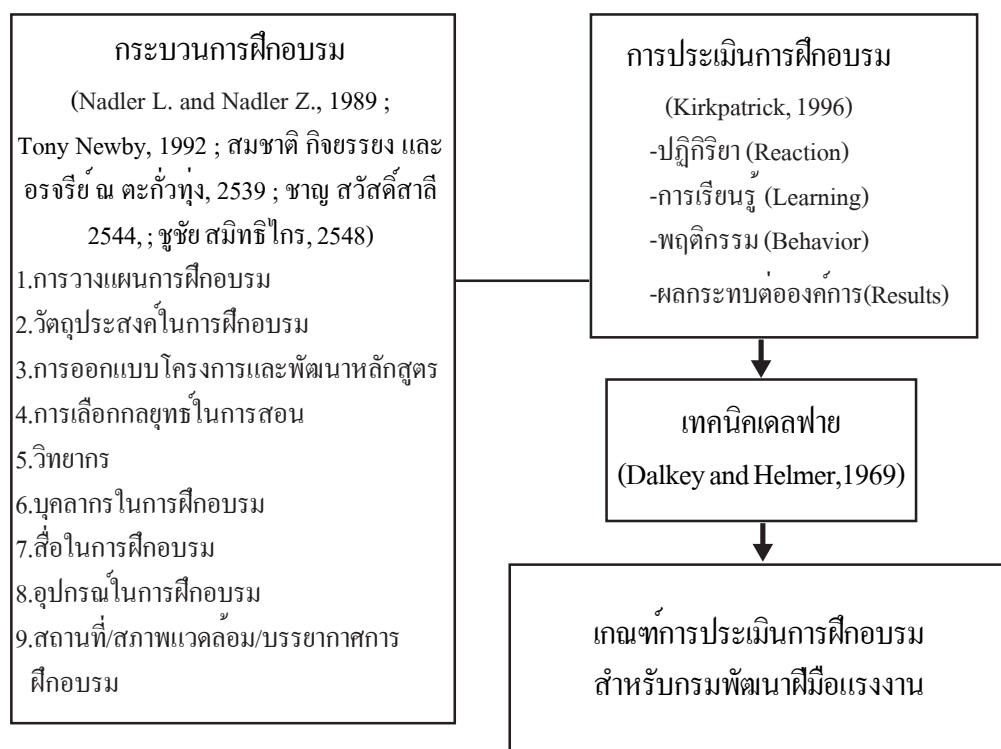 กระบวนการฝึกอบรม
(Nadler L. and Nadler Z., 1989 ;
Tony Newby, 1992 ; สมชาติ กิจยรรยง และ
อรจรีย์ ณ ตะกั่วทุ่ง, 2539 ; ชาญ สวัสดิ์สาลี
2544, ; ชูชัย สมิทธิไกร, 2548)
1.การวางแผนการฝึกอบรม
2.วัตถุประสงค์ในการฝึกอบรม
3.การออกแบบโครงการและพัฒนาหลักสูตร
4.การเลือกกลยุทธ์ในการสอน
5.วิทยากร
6.บุคลากรในการฝึกอบรม
7.สื่อในการฝึกอบรม
8.อุปกรณ์ในการฝึกอบรม
9.สถานที่/สภาพแวดล้อม/บรรยากาศการ
ฝึกอบรม
การประเมินการฝึกอบรม
(Kirkpatrick, 1996)
-ปฏิกิริยา (Reaction)
-การเรียนรู้ (Learning)
-พฤติกรรม (Behavior)
-ผลกระทบต่อองค์การ(Results)
เทคนิคเดลฟาย
(Dalkey and Helmer,1969)
เกณฑ์การประเมินการฝึกอบรม
สำหรับกรมพัฒนาฝีมือแรงงาน